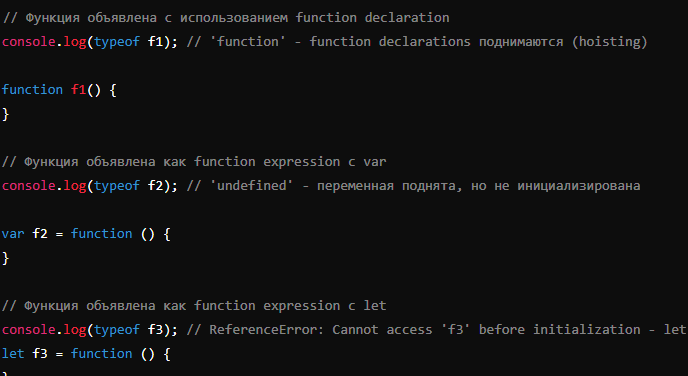 // Функция объявлена с использованием function declaration
console.log(typeof f1); // 'function' - function declarations поднимаются (hoisting)
function f1() {
}
// Функция объявлена как function expression с var
console.log(typeof f2); // 'undefined' - переменная поднята, но не инициализирована
var f2 = function () {
}
// Функция объявлена как function expression с let
console.log(typeof f3); // ReferenceError: Cannot access 'f3' before initialization - let
let f3 = function () {
}